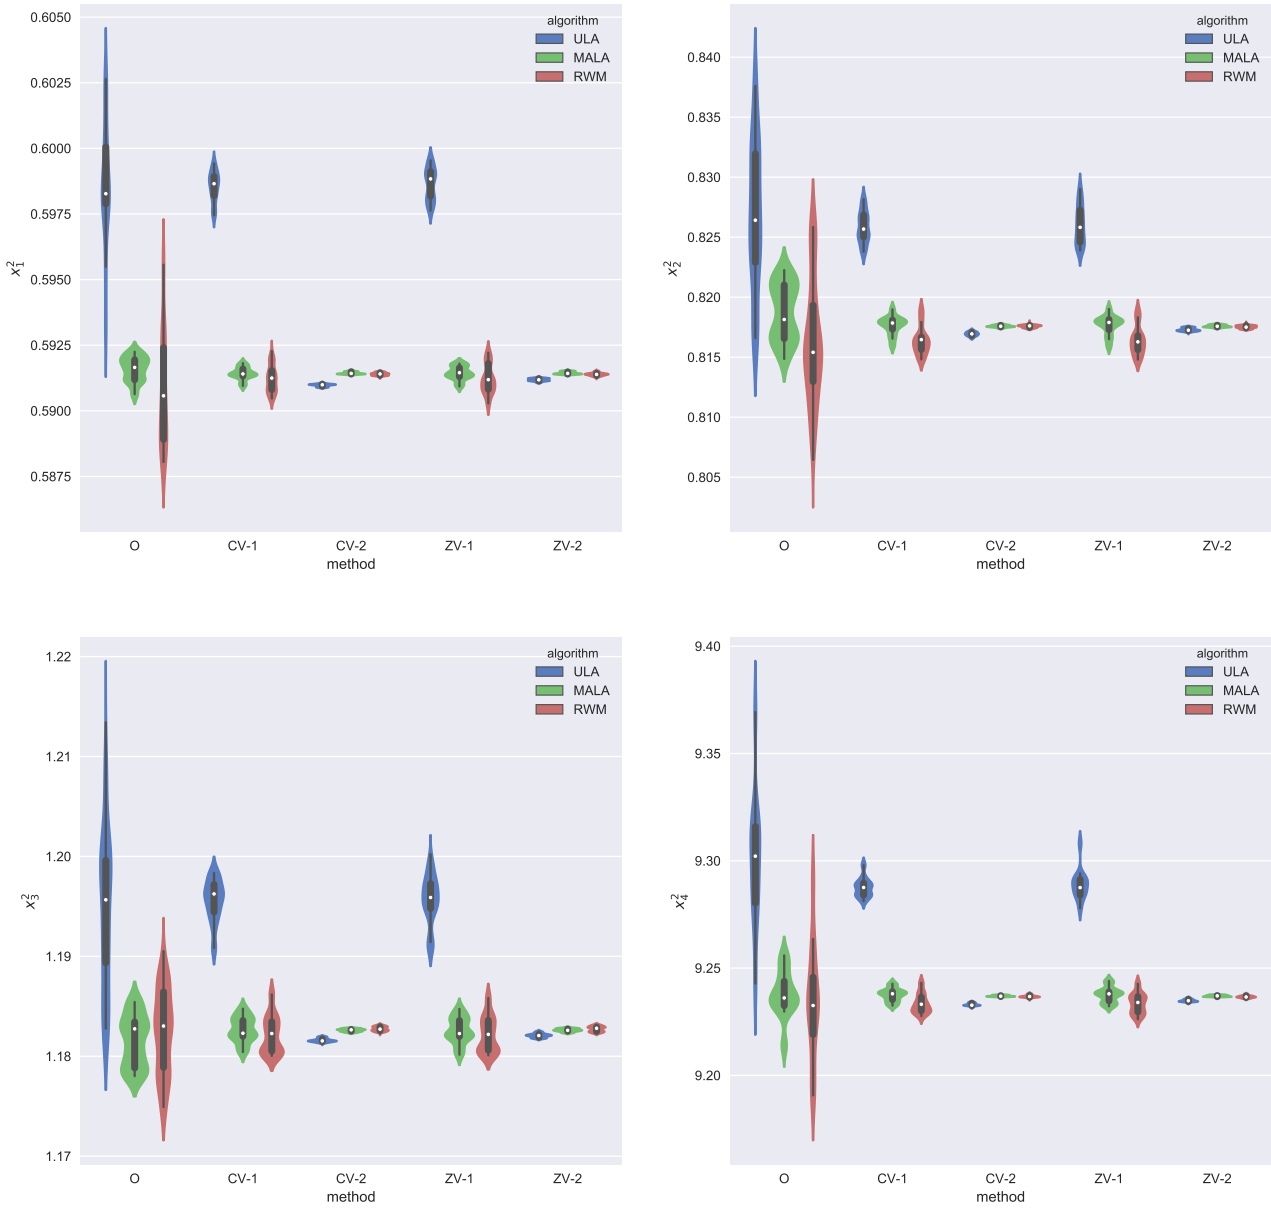 0.6050
0.6025
0.6000
0.5975
0.5950
0.5925
0.5900
0.5875
x₁²
O CV-1 CV-2 ZV-1 ZV-2
method
algorithm
ULA
MALA
RWM
0.840
0.835
0.830
0.825
0.820
0.815
0.810
0.805
x₂²
O CV-1 CV-2 ZV-1 ZV-2
method
algorithm
ULA
MALA
RWM
1.22
1.21
1.20
1.19
1.18
1.17
x₃²
O CV-1 CV-2 ZV-1 ZV-2
method
algorithm
ULA
MALA
RWM
9.40
9.35
9.30
9.25
9.20
x₄²
O CV-1 CV-2 ZV-1 ZV-2
method
algorithm
ULA
MALA
RWM